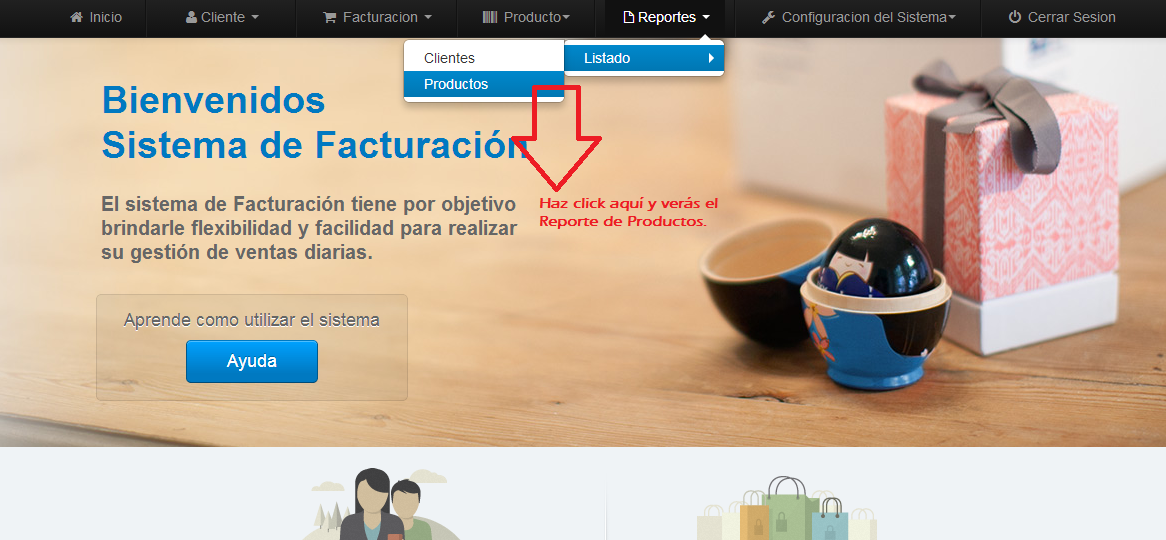 Inicio Cliente Facturacion Producto Reportes Configuracion del Sistema Cerrar Sesion
Clientes
Listado
Productos
Bienvenidos
Sistema de Facturación
El sistema de Facturación tiene por objetivo
brindarle flexibilidad y facilidad para realizar
su gestión de ventas diarias.
Haz click aquí y verás el
Reporte de Productos.
Aprende como utilizar el sistema
Ayuda